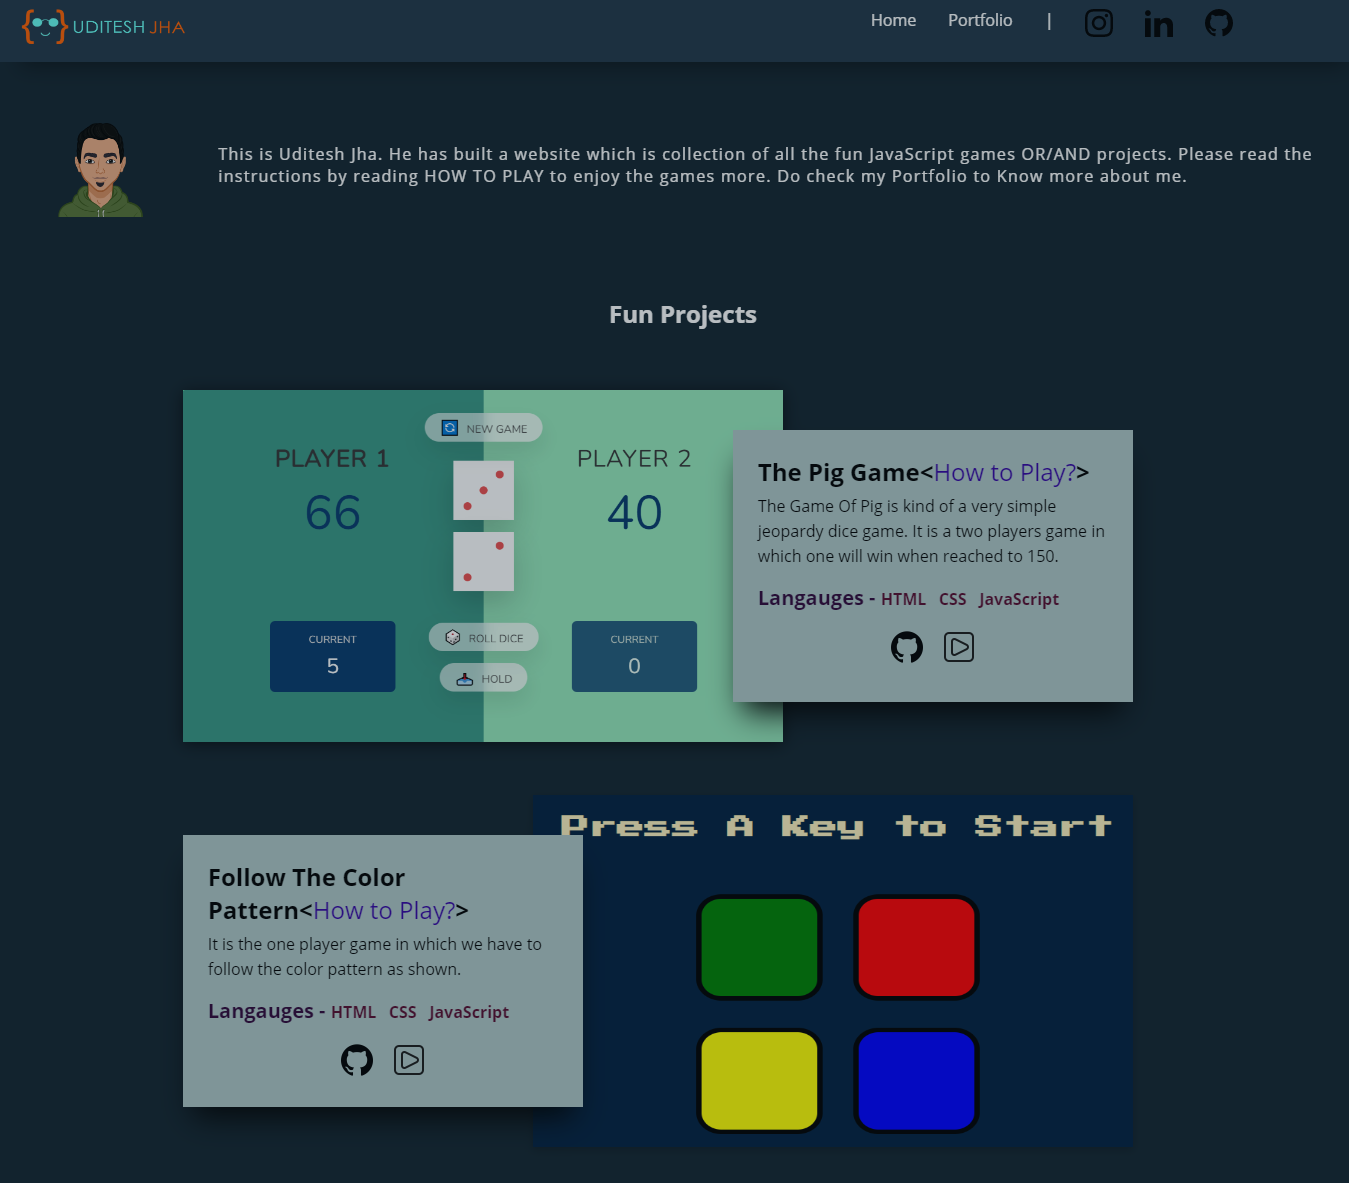 UDITESH JHA
Home Portfolio |
This is Uditesh Jha. He has built a website which is collection of all the fun JavaScript games OR/AND projects. Please read the
instructions by reading HOW TO PLAY to enjoy the games more. Do check my Portfolio to Know more about me.
Fun Projects
NEW GAME
PLAYER 1
66
PLAYER 2
40
CURRENT
5
ROLL DICE
HOLD
CURRENT
0
The Pig Game<How to Play?>
The Game Of Pig is kind of a very simple
jeopardy dice game. It is a two players game in
which one will win when reached to 150.
Langauges - HTML CSS JavaScript
Press A Key to Start
Follow The Color
Pattern<How to Play?>
It is the one player game in which we have to
follow the color pattern as shown.
Langauges - HTML CSS JavaScript